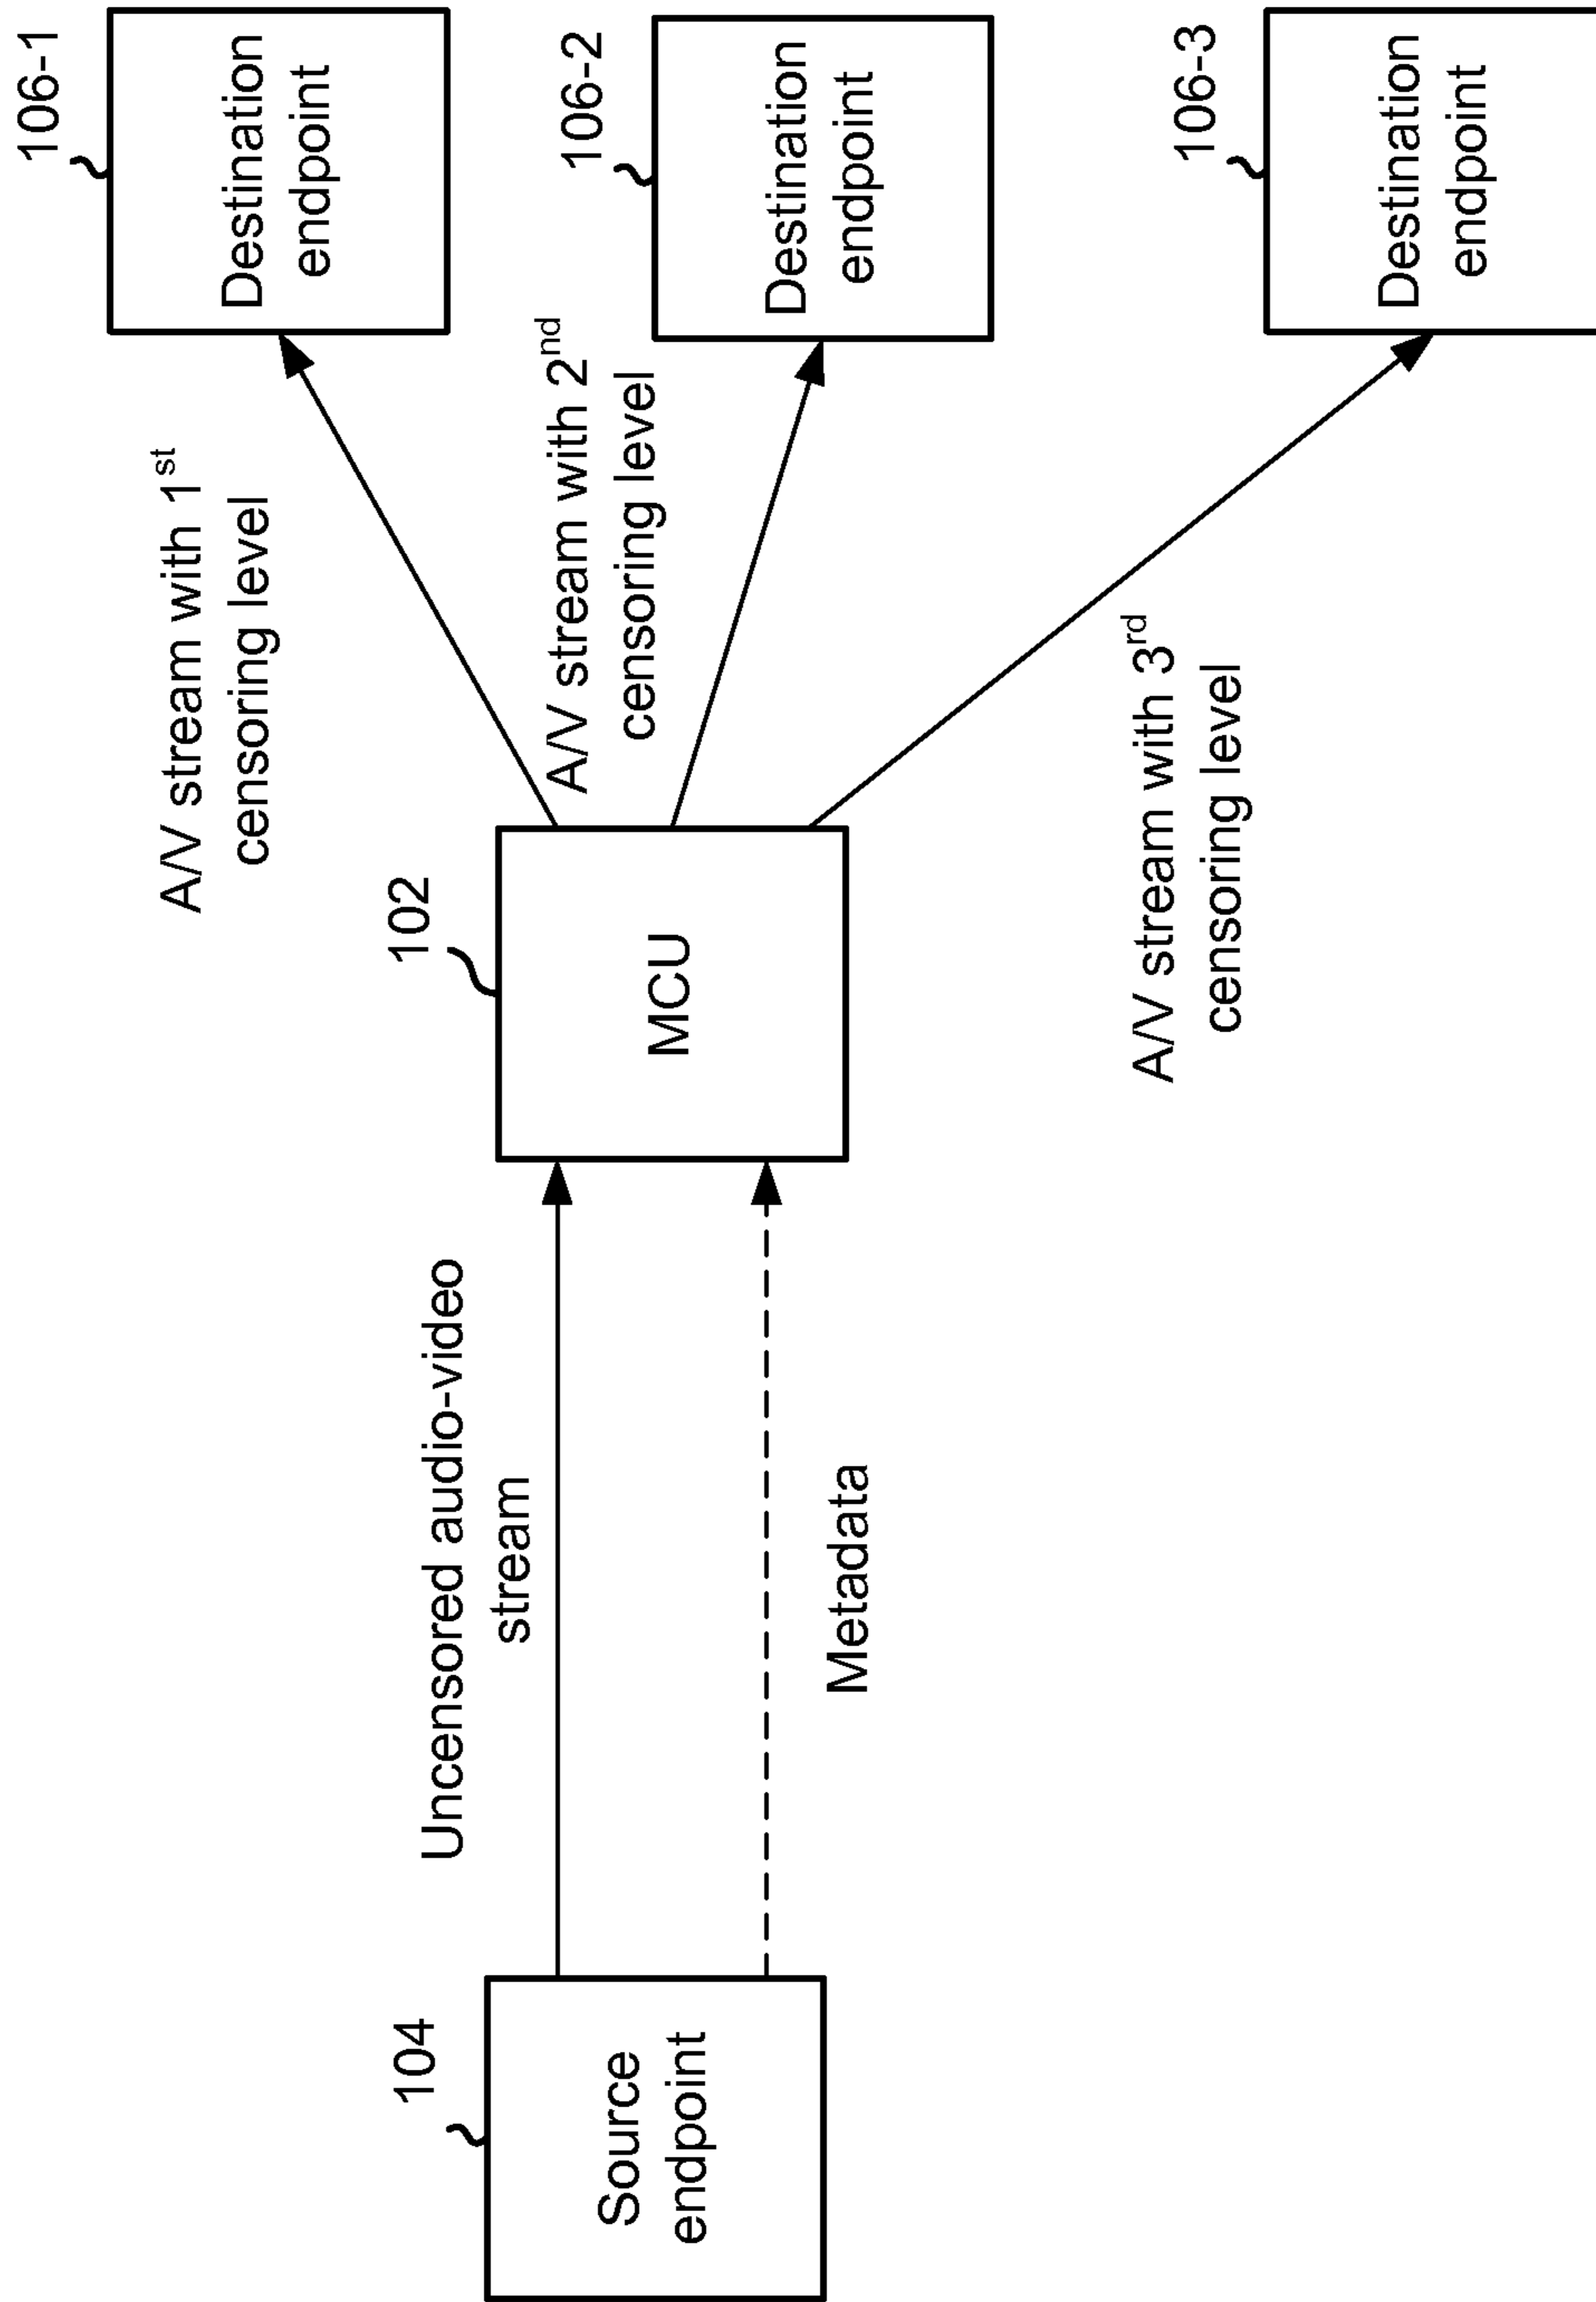 106-1
Destination
endpoint
A/V stream with 1st
censoring level
106-2
Destination
endpoint
A/V stream with 2nd
censoring level
102
MCU
104
Source
endpoint
Uncensored audio-video
stream
Metadata
106-3
Destination
endpoint
A/V stream with 3rd
censoring level